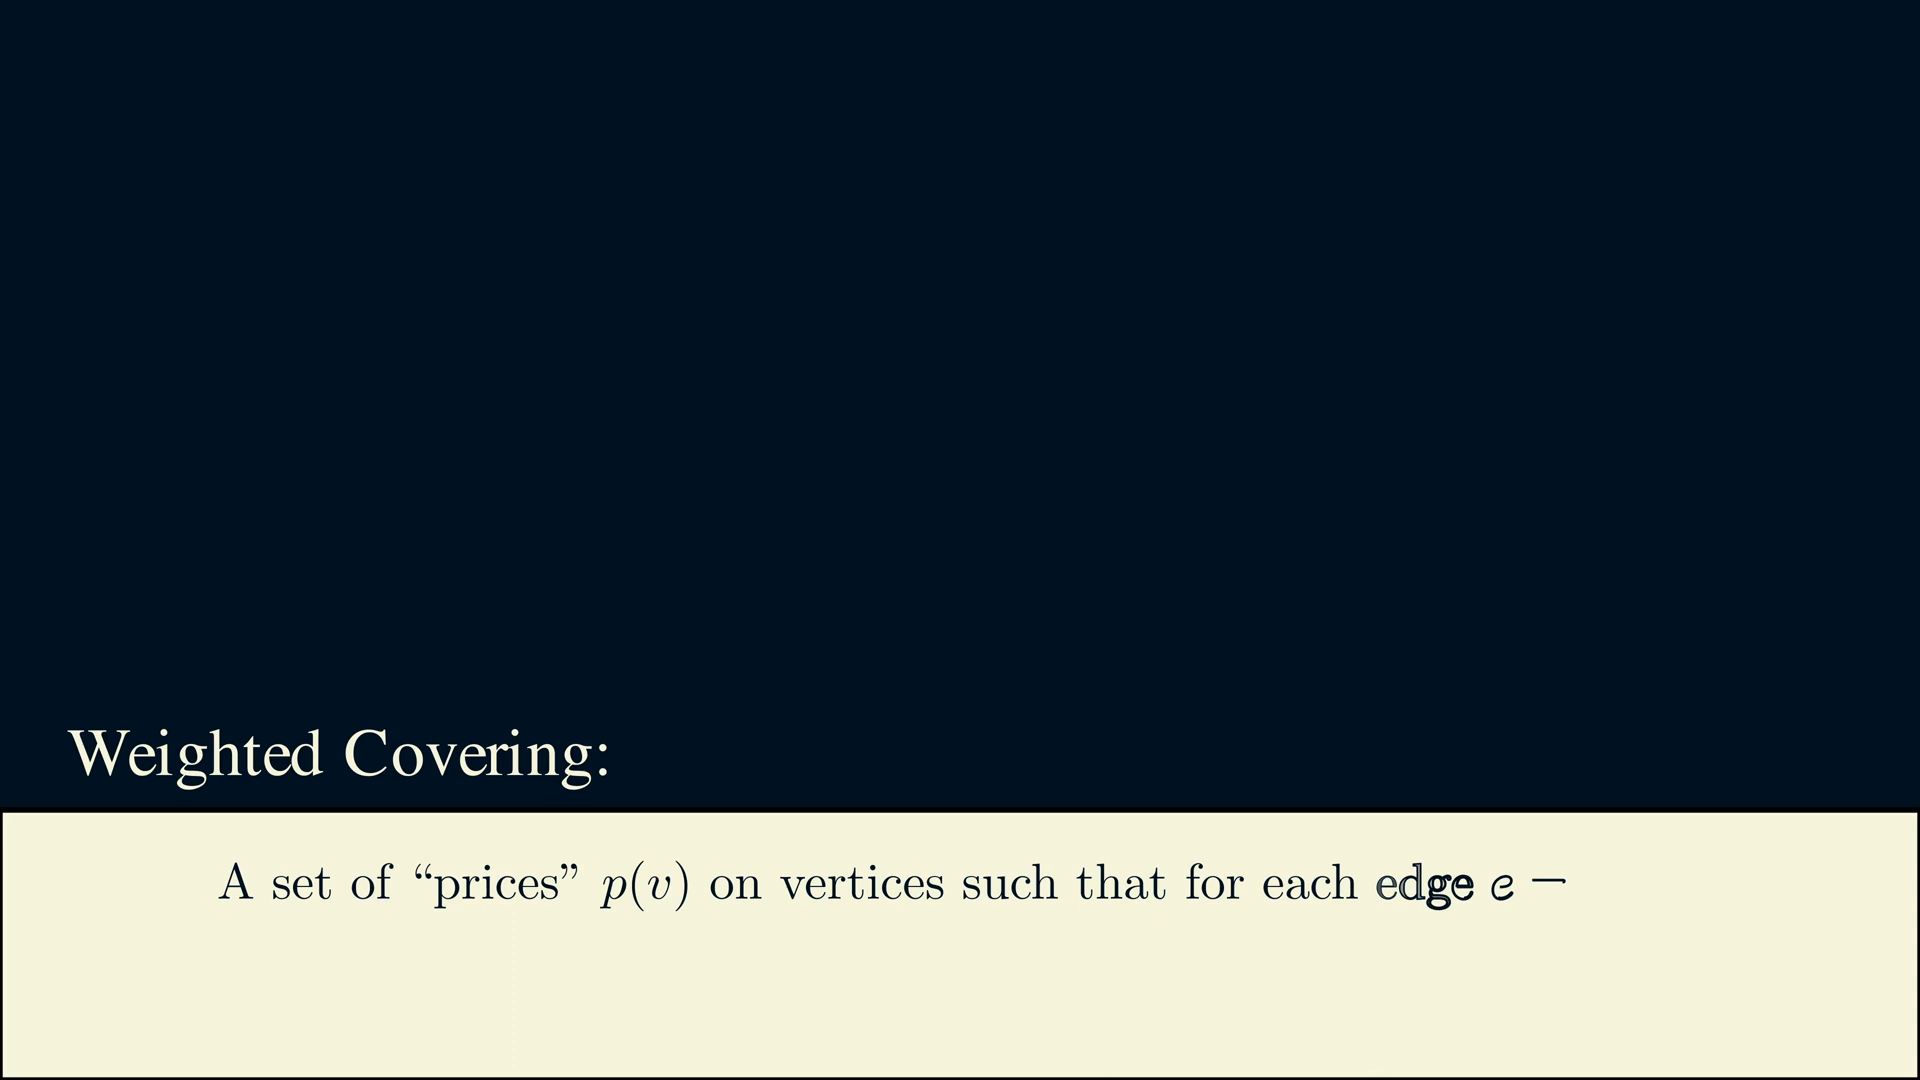 Weighted Covering:
A set of “prices” p(v) on vertices such that for each edge e